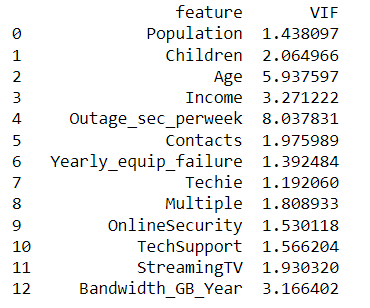 feature VIF
0 Population 1.438097
1 Children 2.064966
2 Age 5.937597
3 Income 3.271222
4 Outage_sec_perweek 8.037831
5 Contacts 1.975989
6 Yearly_equip_failure 1.392484
7 Techie 1.192060
8 Multiple 1.808933
9 OnlineSecurity 1.530118
10 TechSupport 1.566204
11 StreamingTV 1.930320
12 Bandwidth_GB_Year 3.166402